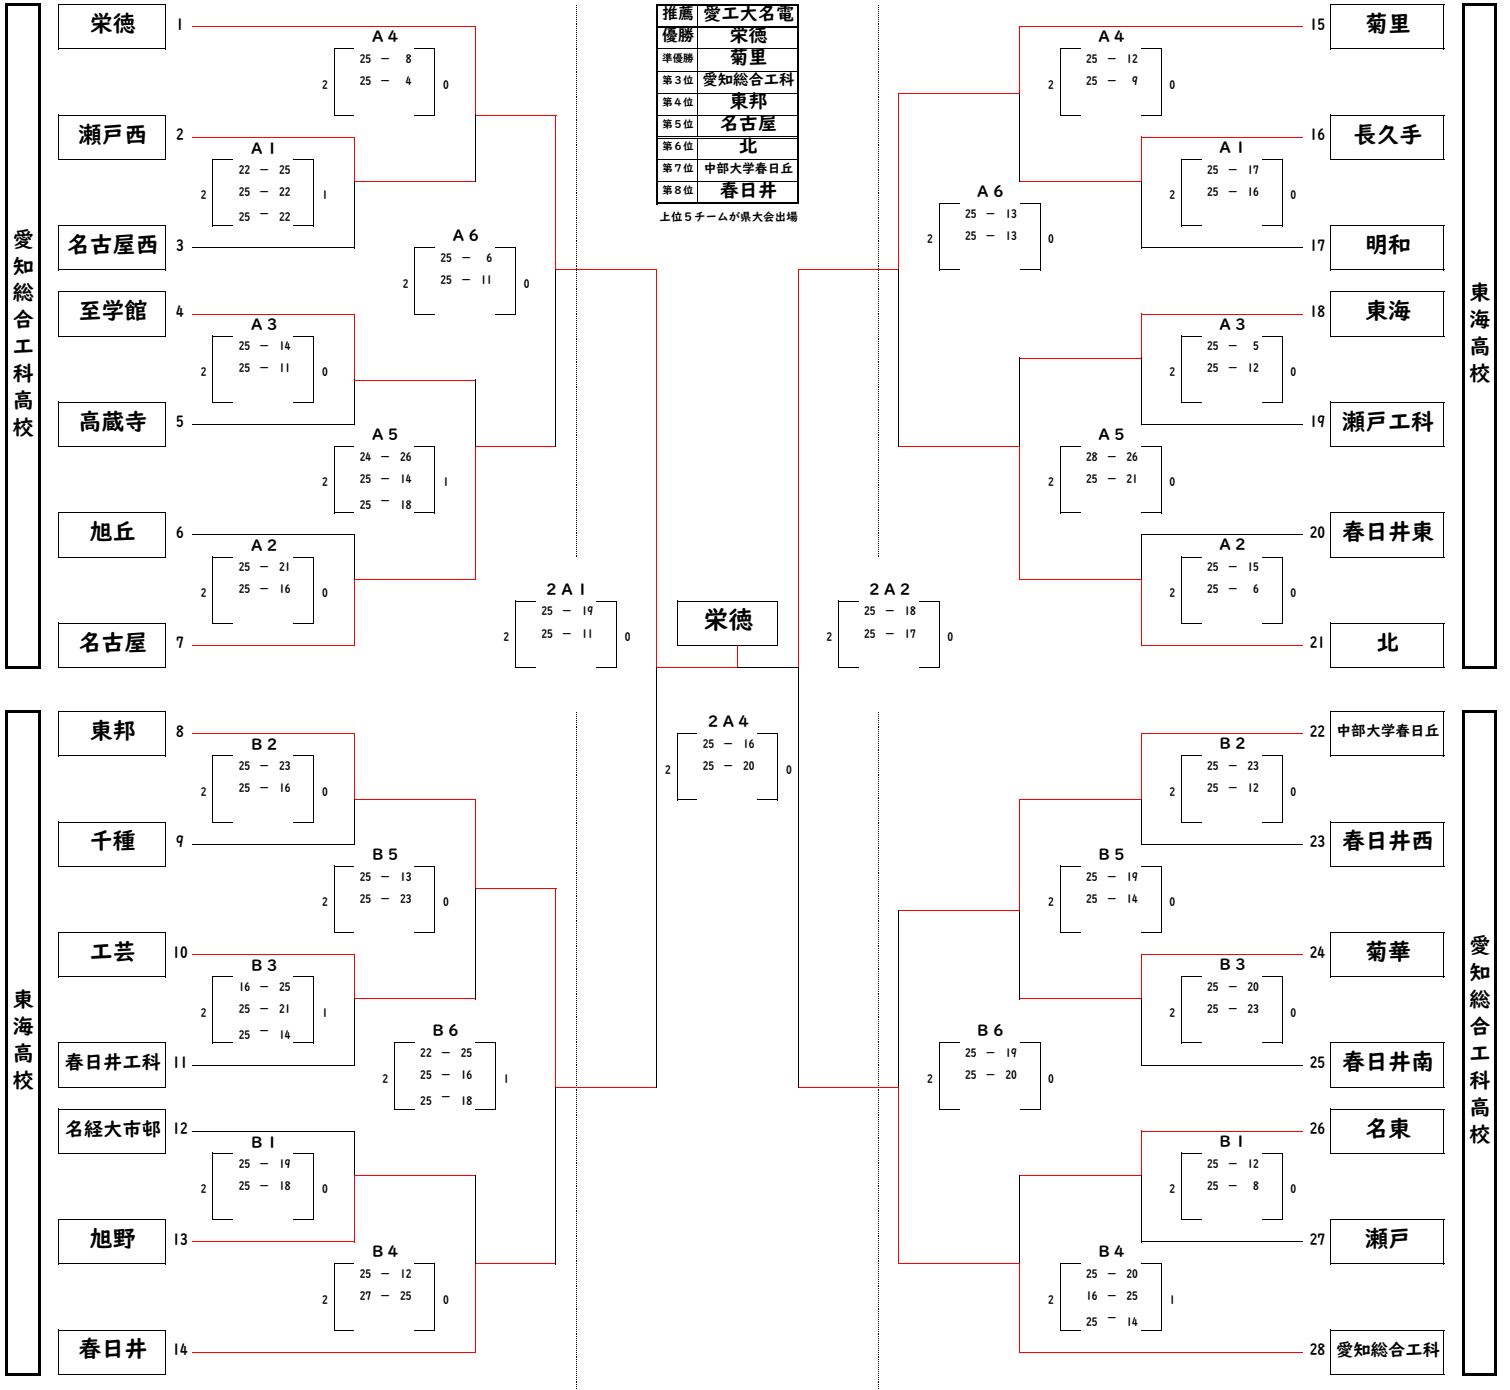 推薦 愛工大名電
優勝 栄徳
準優勝 菊里
第3位 愛知総合工科
第4位 東邦
第5位 名古屋
第6位 北
第7位 中部大学春日丘
第8位 春日井
上位5チームが県大会出場
愛知総合工科高校
栄徳 1
A4
25 － 8
2 25 － 4 0
瀬戸西 2
A1
22 － 25
2 25 － 22 1
25 － 22
名古屋西 3
A6
25 － 6
2 25 － 11 0
至学館 4
A3
25 － 14
2 25 － 11 0
高蔵寺 5
A5
24 － 26
2 25 － 14 1
25 － 18
旭丘 6
A2
25 － 21
2 25 － 16 0
名古屋 7
2A1
25 － 19
2 25 － 11 0
東海高校
東邦 8
B2
25 － 23
2 25 － 16 0
千種 9
B5
25 － 13
2 25 － 23 0
工芸 10
B3
16 － 25
2 25 － 21 1
25 － 14
春日井工科 11
B6
22 － 25
2 25 － 16 1
25 － 18
名経大市邨 12
B1
25 － 19
2 25 － 18 0
旭野 13
B4
25 － 12
2 27 － 25 0
春日井 14
栄徳
2A4
25 － 16
2 25 － 20 0
東海高校
15 菊里
A4
25 － 12
2 25 － 9 0
16 長久手
A1
25 － 17
2 25 － 16 0
17 明和
A6
25 － 13
2 25 － 13 0
18 東海
A3
25 － 5
2 25 － 12 0
19 瀬戸工科
A5
28 － 26
2 25 － 21 0
20 春日井東
A2
25 － 15
2 25 － 6 0
21 北
2A2
25 － 18
2 25 － 17 0
愛知総合工科高校
22 中部大学春日丘
B2
25 － 23
2 25 － 12 0
23 春日井西
B5
25 － 19
2 25 － 14 0
24 菊華
B3
25 － 20
2 25 － 23 0
25 春日井南
B6
25 － 19
2 25 － 20 0
26 名東
B1
25 － 12
2 25 － 8 0
27 瀬戸
B4
25 － 20
2 16 － 25 1
25 － 14
28 愛知総合工科